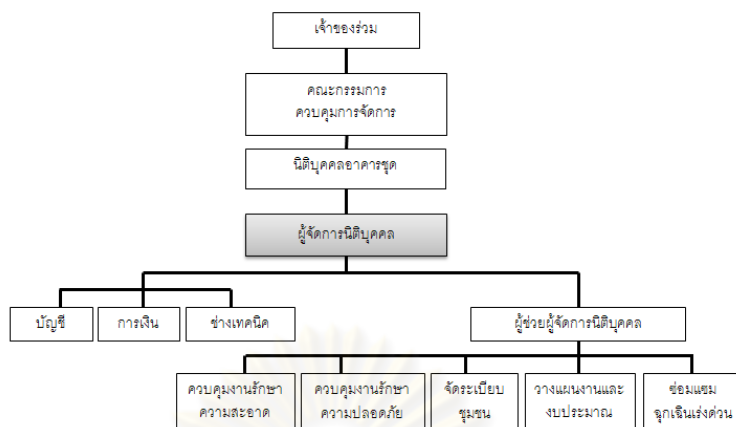 เจ้าของร่วม
คณะกรรมการ
ควบคุมการจัดการ
นิติบุคคลอาคารชุด
ผู้จัดการนิติบุคคล
บัญชี
การเงิน
ช่างเทคนิค
ผู้ช่วยผู้จัดการนิติบุคคล
ควบคุมงานรักษา
ความสะอาด
ควบคุมงานรักษา
ความปลอดภัย
จัดระเบียบ
ชุมชน
วางแผนงานและ
งบประมาณ
ซ่อมแซม
ฉุกเฉินเร่งด่วน